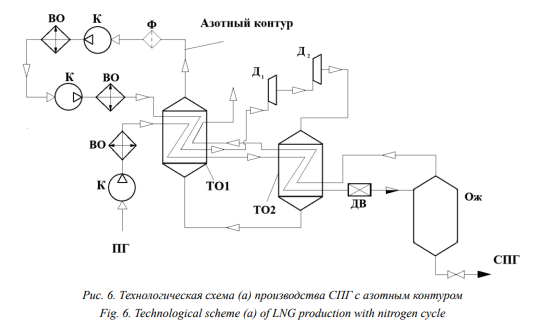 ВО К Ф Азотный контур
К ВО Д1 Д2
ВО
К ТО1 ТО2 ДВ Ож
ПГ СПГ
Рис. 6. Технологическая схема (а) производства СПГ с азотным контуром
Fig. 6. Technological scheme (a) of LNG production with nitrogen cycle